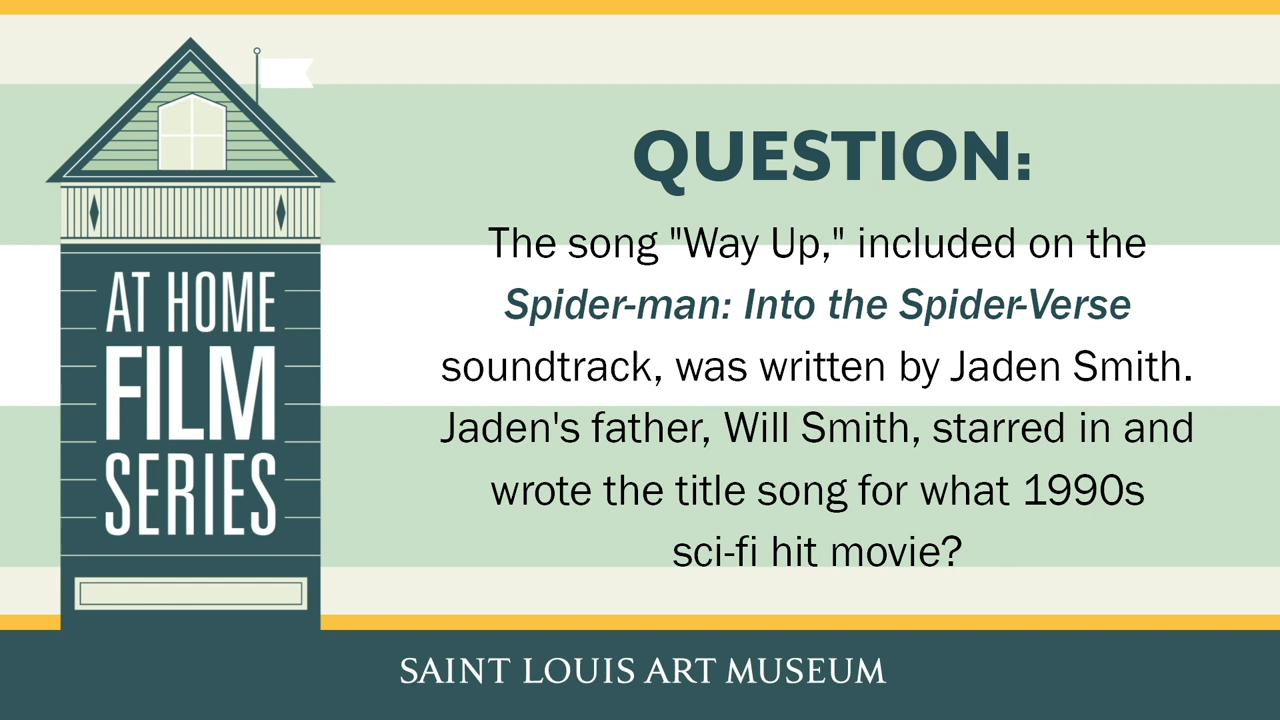 AT HOME
FILM
SERIES
QUESTION:
The song "Way Up," included on the
Spider-man: Into the Spider-Verse
soundtrack, was written by Jaden Smith.
Jaden's father, Will Smith, starred in and
wrote the title song for what 1990s
sci-fi hit movie?
SAINT LOUIS ART MUSEUM